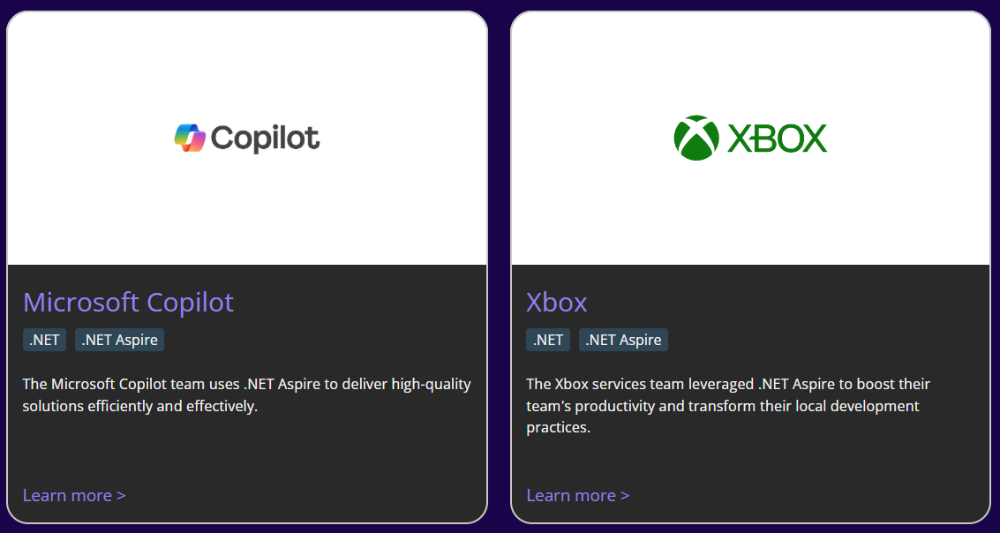 Copilot
Microsoft Copilot
.NET .NET Aspire
The Microsoft Copilot team uses .NET Aspire to deliver high-quality
solutions efficiently and effectively.
Learn more >
XBOX
Xbox
.NET .NET Aspire
The Xbox services team leveraged .NET Aspire to boost their
team's productivity and transform their local development
practices.
Learn more >